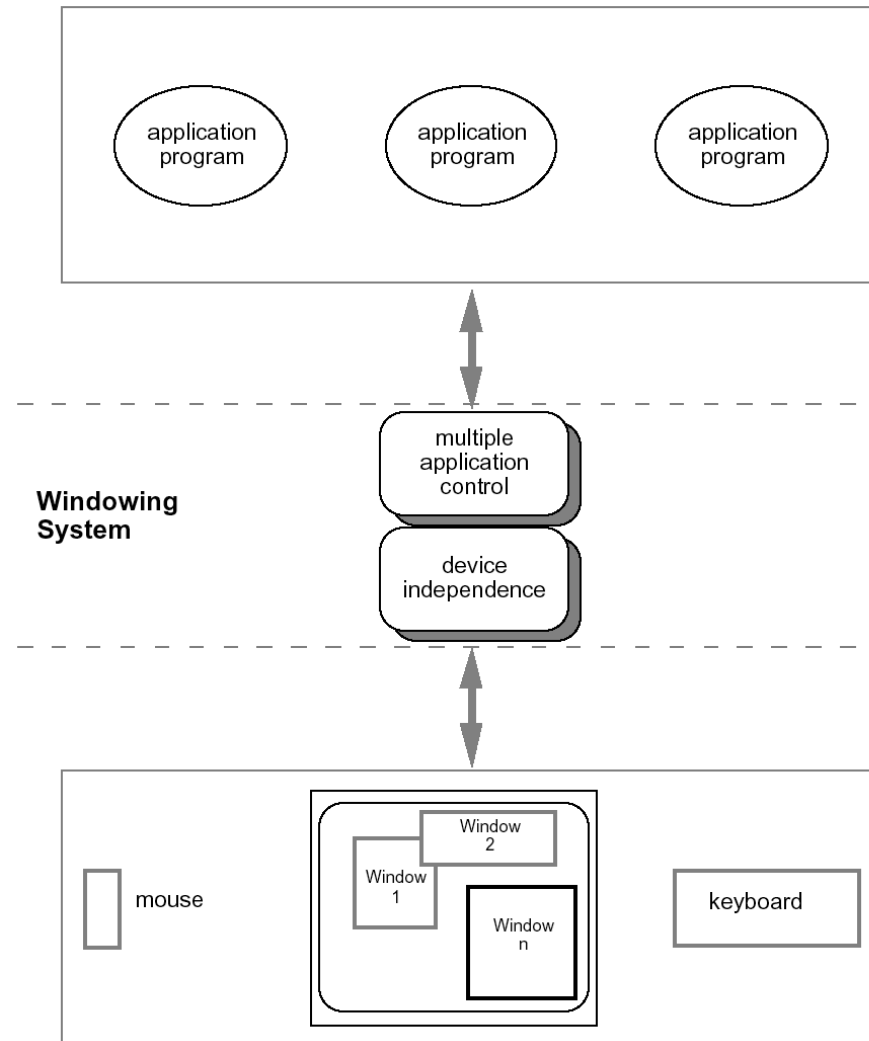 application
program
application
program
application
program
multiple
application
control
Windowing
System
device
independence
Window
2
Window
1
mouse
keyboard
Window
n